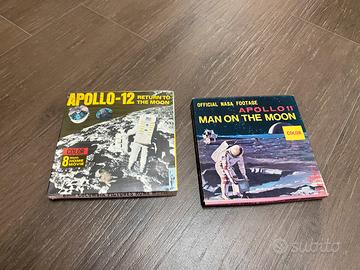 APOLLO-12
RETURN TO
THE MOON
COLOR
8 mm
HOME
MOVIE
OFFICIAL NASA FOOTAGE
APOLLO 11
MAN ON THE MOON
COLOR
subito